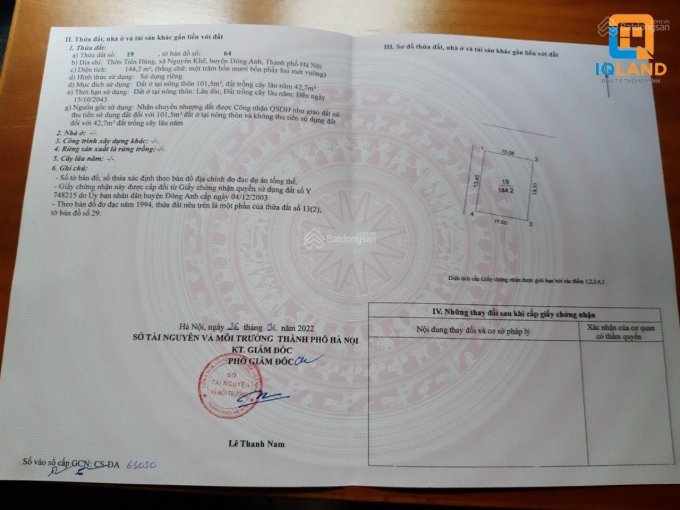 II. Thửa đất, nhà ở và tài sản khác gắn liền với đất
1. Thửa đất:
a) Thửa đất số: 19, tờ bản đồ số: 64
b) Địa chỉ: Thôn Tiên Hùng, xã Nguyên Khê, huyện Đông Anh, Thành phố Hà Nội
c) Diện tích: 144,2 m², (bằng chữ: một trăm bốn mươi bốn phảy hai mét vuông)
d) Hình thức sử dụng: Sử dụng riêng
đ) Mục đích sử dụng: Đất ở tại nông thôn 101,5m², đất trồng cây lâu năm 42,7m²
e) Thời hạn sử dụng: Đất ở tại nông thôn: Lâu dài; Đất trồng cây lâu năm: Đến ngày
15/10/2043
g) Nguồn gốc sử dụng: Nhận chuyển nhượng đất được Công nhận QSDĐ như giao đất có
thu tiền sử dụng đất đối với 101,5m² đất ở tại nông thôn và không thu tiền sử dụng đất
đối với 42,7m² đất trồng cây lâu năm
2. Nhà ở: -/-
3. Công trình xây dựng khác: -/-
4. Rừng sản xuất là rừng trồng: -/-
5. Cây lâu năm: -/-
6. Ghi chú:
- Số tờ bản đồ, số thửa xác định theo bản đồ địa chính đo đạc dự án tổng thể.
- Giấy chứng nhận này được cấp đổi từ Giấy chứng nhận quyền sử dụng đất số Y
748215 do Ủy ban nhân dân huyện Đông Anh cấp ngày 04/12/2003
- Theo bản đồ đo đạc năm 1994, thửa đất nêu trên là một phần của thửa đất số 13(2),
tờ bản đồ số 29.
Hà Nội, ngày 26 tháng 01 năm 2022
SỞ TÀI NGUYÊN VÀ MÔI TRƯỜNG THÀNH PHỐ HÀ NỘI
KT. GIÁM ĐỐC
PHÓ GIÁM ĐỐC
SỞ
TÀI NGUYÊN
VÀ MÔI TRƯỜNG
Lê Thanh Nam
Số vào sổ cấp GCN: CS-ĐA 63030
III. Sơ đồ thửa đất, nhà ở và tài sản khác gắn liền với đất
IQLAND
ĐẦU TƯ THÔNG MINH
1
10.56
2
13.43
19
144.2
13.31
4
11.00
3
Diện tích cấp Giấy chứng nhận được giới hạn bởi các điểm 1,2,3,4,1
IV. Những thay đổi sau khi cấp giấy chứng nhận
Nội dung thay đổi và cơ sở pháp lý
Xác nhận của cơ quan
có thẩm quyền
Batdongsan
Batdongsan